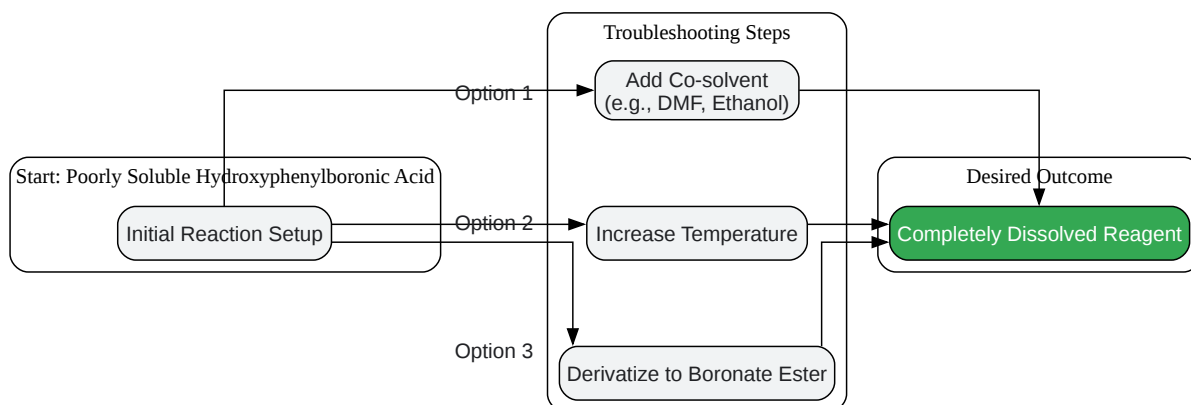 Troubleshooting Steps
Option 1
Add Co-solvent
(e.g., DMF, Ethanol)
Start: Poorly Soluble Hydroxyphenylboronic Acid
Initial Reaction Setup
Option 2
Increase Temperature
Desired Outcome
Completely Dissolved Reagent
Option 3
Derivatize to Boronate Ester